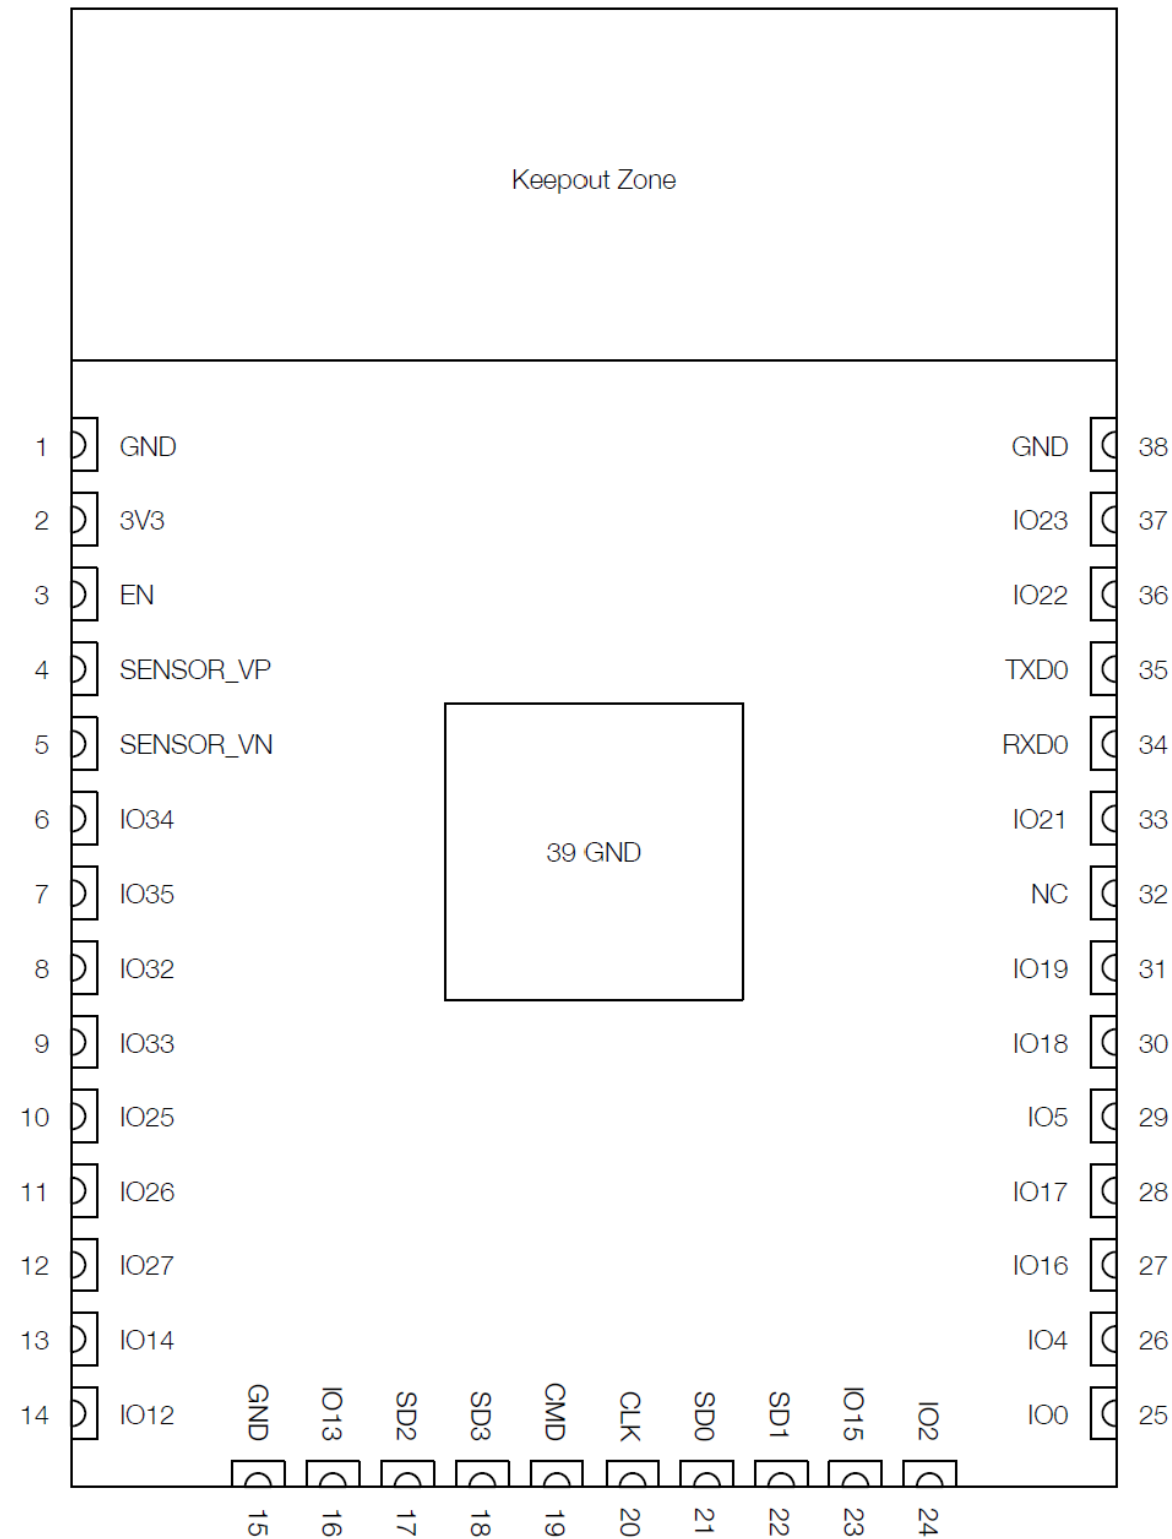 Keepout Zone
1 GND GND 38
2 3V3 IO23 37
3 EN IO22 36
4 SENSOR_VP TXD0 35
5 SENSOR_VN RXD0 34
6 IO34 IO21 33
39 GND
7 IO35 NC 32
8 IO32 IO19 31
9 IO33 IO18 30
10 IO25 IO5 29
11 IO26 IO17 28
12 IO27 IO16 27
13 IO14 IO4 26
14 IO12 IO0 25
GND IO13 SD2 SD3 CMD CLK SD0 SD1 IO15 IO2
15 16 17 18 19 20 21 22 23 24